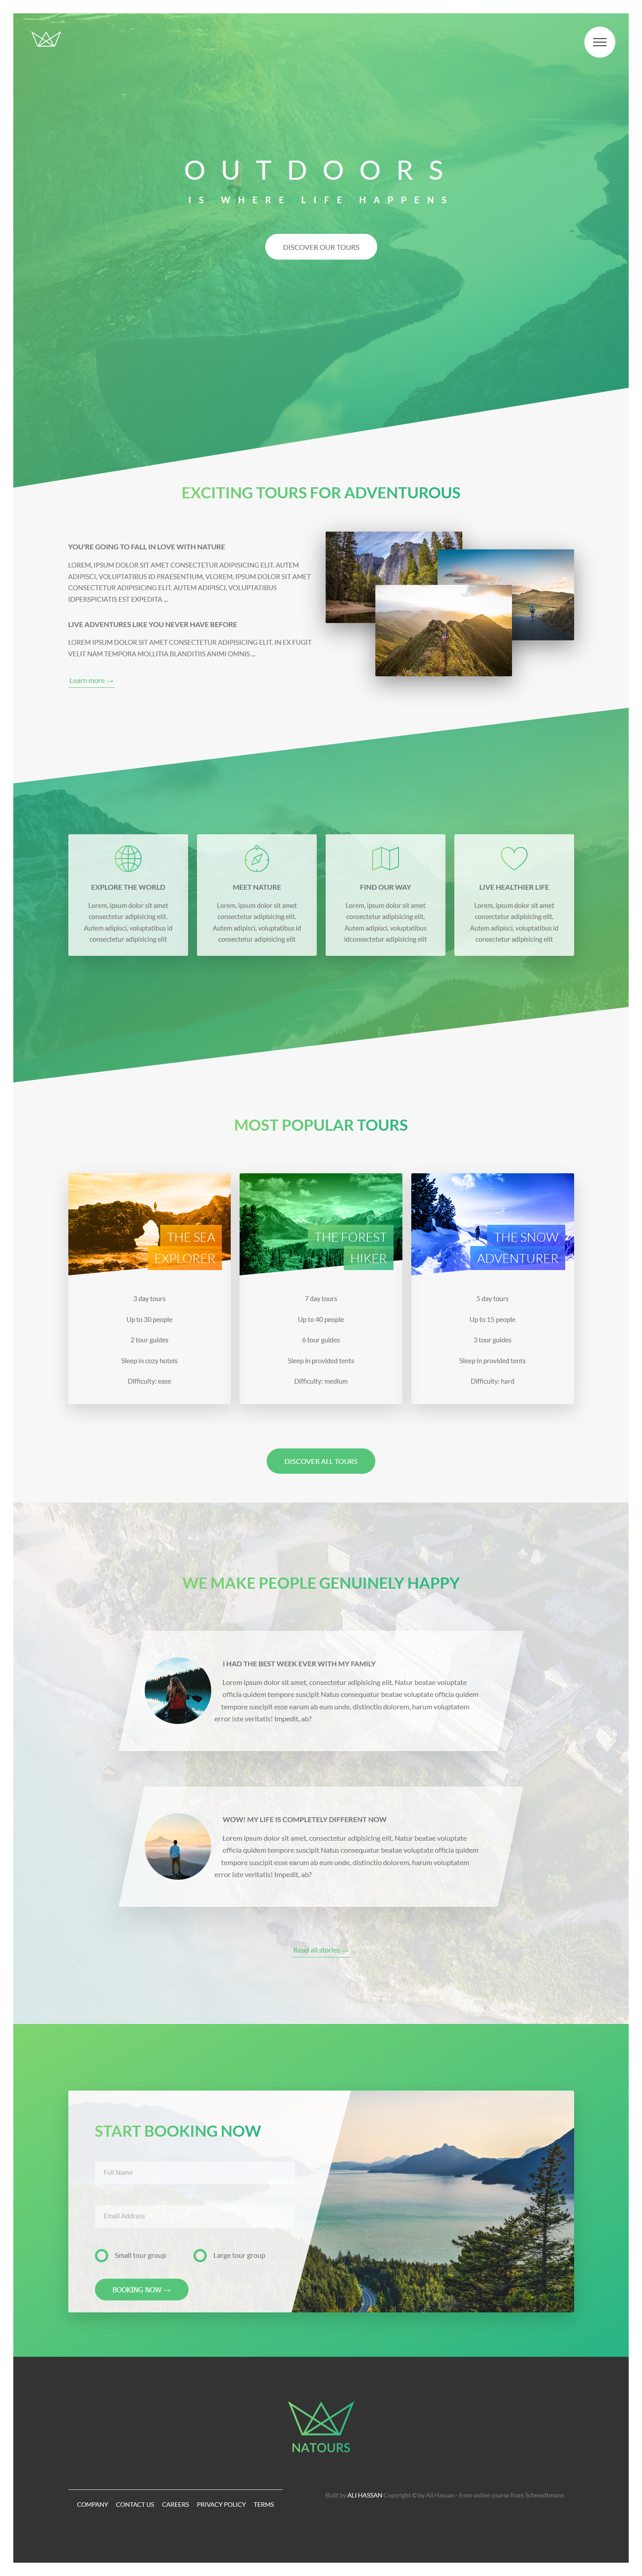 OUTDOORS
IS WHERE LIFE HAPPENS
DISCOVER OUR TOURS
EXCITING TOURS FOR ADVENTUROUS
YOU'RE GOING TO FALL IN LOVE WITH NATURE
LOREM, IPSUM DOLOR SIT AMET CONSECTETUR ADIPISICING ELIT. AUTEM
ADIPISCI, VOLUPTATIBUS ID PRAESENTIUM, VLOREM, IPSUM DOLOR SIT AMET
CONSECTETUR ADIPISICING ELIT. AUTEM ADIPISCI, VOLUPTATIBUS
IDPERSPICIATIS EST EXPEDITA ...
LIVE ADVENTURES LIKE YOU NEVER HAVE BEFORE
LOREM IPSUM DOLOR SIT AMET CONSECTETUR ADIPISICING ELIT. IN EX FUGIT
VELIT NAM TEMPORA MOLLITIA BLANDITIIS ANIMI OMNIS ...
Learn more →
EXPLORE THE WORLD
Lorem, ipsum dolor sit amet
consectetur adipisicing elit.
Autem adipisci, voluptatibus id
consectetur adipisicing elit
MEET NATURE
Lorem, ipsum dolor sit amet
consectetur adipisicing elit.
Autem adipisci, voluptatibus id
consectetur adipisicing elit
FIND OUR WAY
Lorem, ipsum dolor sit amet
consectetur adipisicing elit.
Autem adipisci, voluptatibus
idconsectetur adipisicing elit
LIVE HEALTHIER LIFE
Lorem, ipsum dolor sit amet
consectetur adipisicing elit.
Autem adipisci, voluptatibus id
consectetur adipisicing elit
MOST POPULAR TOURS
THE SEA
EXPLORER
3 day tours
Up to 30 people
2 tour guides
Sleep in cozy hotels
Difficulty: ease
THE FOREST
HIKER
7 day tours
Up to 40 people
6 tour guides
Sleep in provided tents
Difficulty: medium
THE SNOW
ADVENTURER
5 day tours
Up to 15 people
3 tour guides
Sleep in provided tents
Difficulty: hard
DISCOVER ALL TOURS
WE MAKE PEOPLE GENUINELY HAPPY
I HAD THE BEST WEEK EVER WITH MY FAMILY
Lorem ipsum dolor sit amet, consectetur adipisicing elit. Natur beatae voluptate
officia quidem tempore suscipit Natus consequatur beatae voluptate officia quidem
tempore suscipit esse earum ab eum unde, distinctio dolorem, harum voluptatem
error iste veritatis! Impedit, ab?
WOW! MY LIFE IS COMPLETELY DIFFERENT NOW
Lorem ipsum dolor sit amet, consectetur adipisicing elit. Natur beatae voluptate
officia quidem tempore suscipit Natus consequatur beatae voluptate officia quidem
tempore suscipit esse earum ab eum unde, distinctio dolorem, harum voluptatem
error iste veritatis! Impedit, ab?
Read all stories →
START BOOKING NOW
Full Name
Email Address
Small tour group
Large tour group
BOOKING NOW →
NATOURS
COMPANY CONTACT US CAREERS PRIVACY POLICY TERMS
Built by ALI HASSAN Copyright © by Ali Hassan - from online course from Schmedtmann